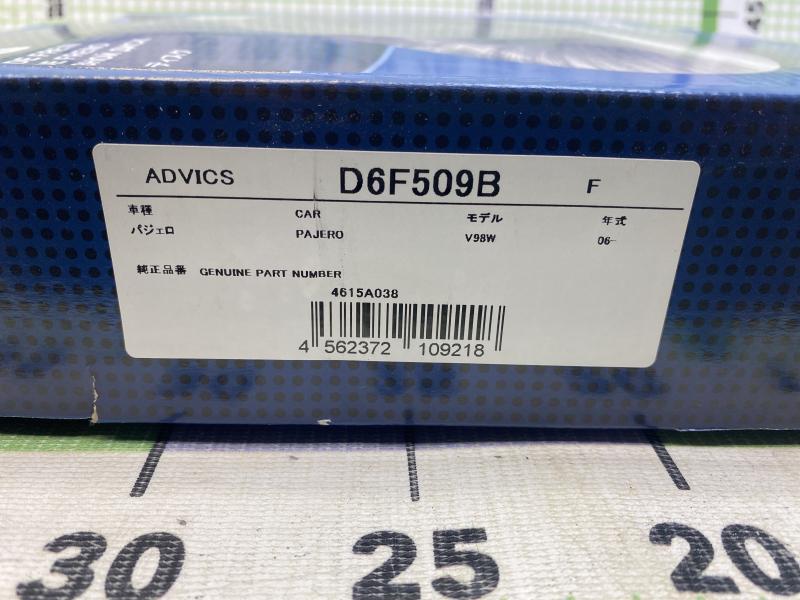 ADVICS D6F509B F
車種 CAR モデル 年式
パジェロ PAJERO V98W 06-
純正品番 GENUINE PART NUMBER
4615A038
4 562372 109218
30 25 20